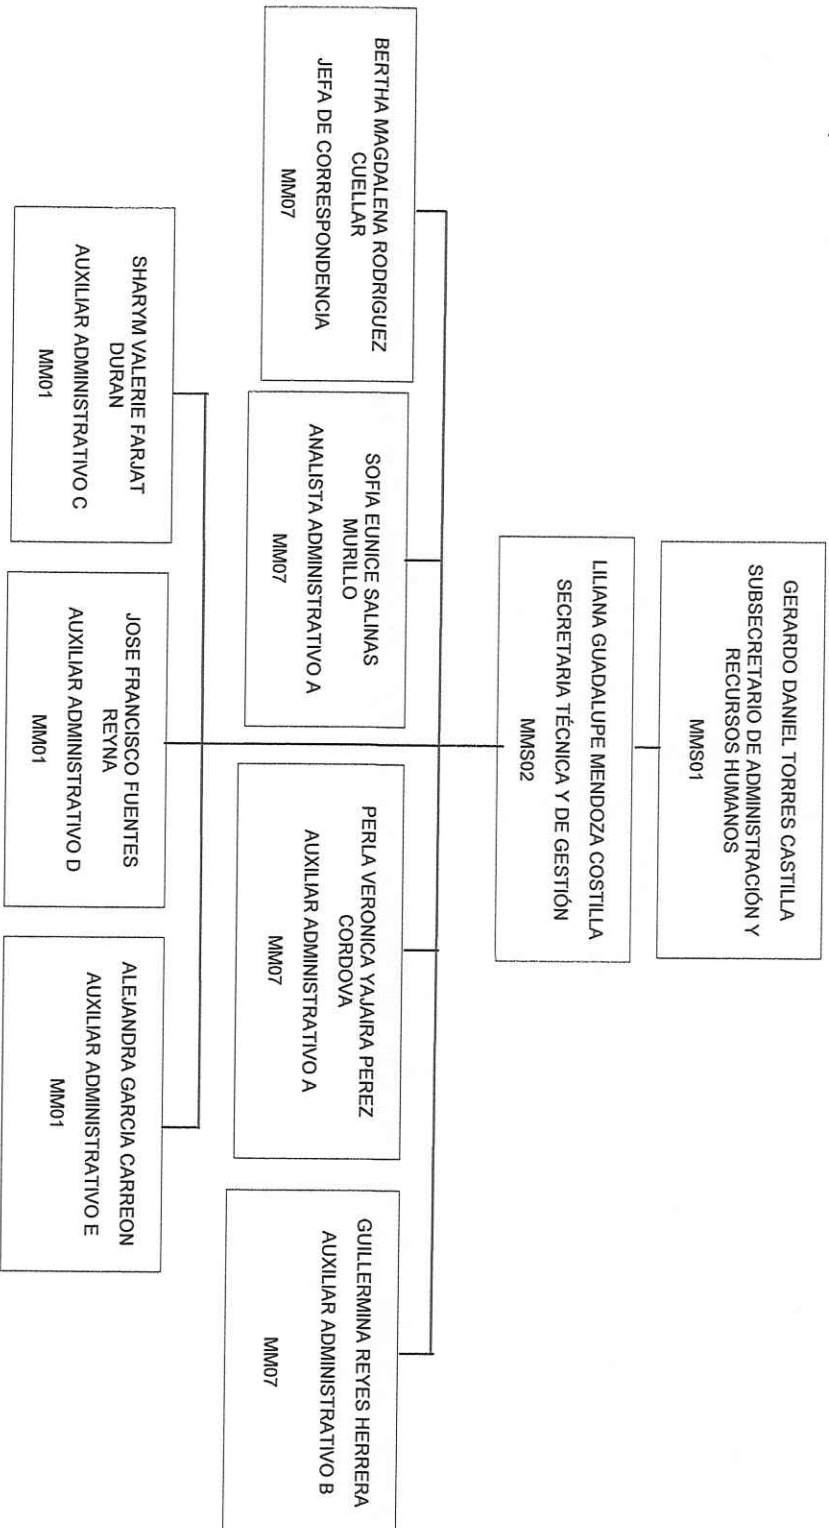 GERARDO DANIEL TORRES CASTILLA
SUBSECRETARIO DE ADMINISTRACIÓN Y
RECURSOS HUMANOS
MMS01
LILIANA GUADALUPE MENDOZA COSTILLA
SECRETARIA TÉCNICA Y DE GESTIÓN
MMS02
BERTHA MAGDALENA RODRIGUEZ
CUELLAR
JEFA DE CORRESPONDENCIA
MM07
SOFIA EUNICE SALINAS
MURILLO
ANALISTA ADMINISTRATIVO A
MM07
PERLA VERONICA YAJAIRA PEREZ
CORDOVA
AUXILIAR ADMINISTRATIVO A
MM07
GUILLERMINA REYES HERRERA
AUXILIAR ADMINISTRATIVO B
MM07
SHARYM VALERIE FARJAT
DURAN
AUXILIAR ADMINISTRATIVO C
MM01
JOSE FRANCISCO FUENTES
REYNA
AUXILIAR ADMINISTRATIVO D
MM01
ALEJANDRA GARCIA CARREON
AUXILIAR ADMINISTRATIVO E
MM01